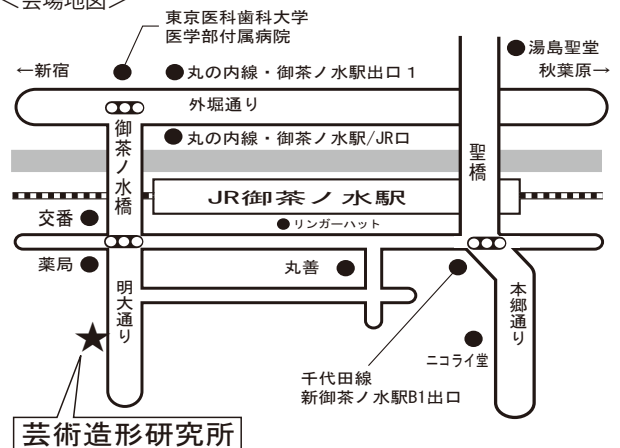 ＜会場地図＞
東京医科歯科大学
医学部付属病院
湯島聖堂
←新宿
丸の内線・御茶ノ水駅出口1
秋葉原→
外堀通り
丸の内線・御茶ノ水駅/JR口
御茶ノ水橋
聖橋
JR御茶ノ水駅
交番
リンガーハット
薬局
丸善
明大通り
本郷通り
ニコライ堂
千代田線
新御茶ノ水駅B1出口
芸術造形研究所